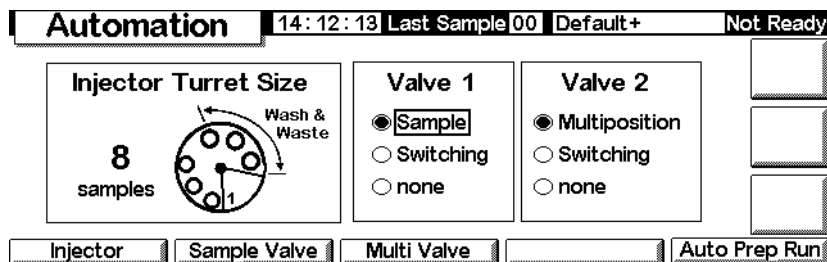 Automation 14:12:13 Last Sample 00 Default+ Not Ready
Injector Turret Size
Wash &
Waste
8
samples
1
Valve 1
Sample
Switching
none
Valve 2
Multiposition
Switching
none
Injector Sample Valve Multi Valve Auto Prep Run